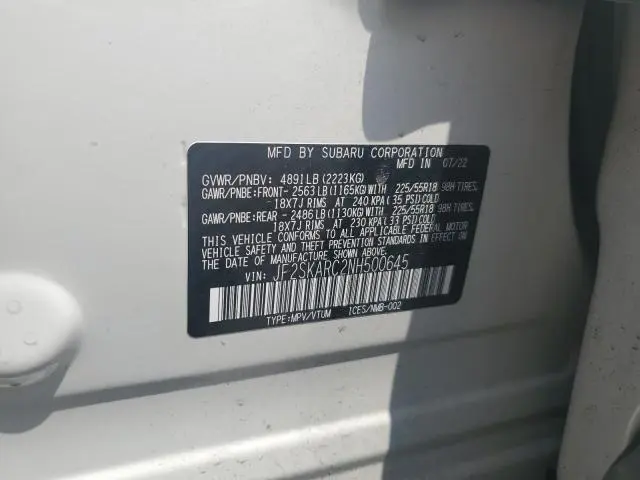 MFD BY SUBARU CORPORATION
MFD IN 07/22
GVWR/PNBV: 4891LB(2223KG)
GAWR/PNBE:FRONT- 2563LB(1165KG)WITH 225/55R18 98H TIRES,
18X7J RIMS AT 240 KPA(35 PSI)COLD
GAWR/PNBE:REAR - 2486LB(1130KG)WITH 225/55R18 98H TIRES,
18X7J RIMS AT 230 KPA(33 PSI)COLD
THIS VEHICLE CONFORMS TO ALL APPLICABLE FEDERAL MOTOR
VEHICLE SAFETY AND THEFT PREVENTION STANDARDS IN EFFECT
ON THE DATE OF MANUFACTURE SHOWN ABOVE.
VIN: JF2SKARC2NH500645
TYPE:MPV/VTUM ICES/NMB-002